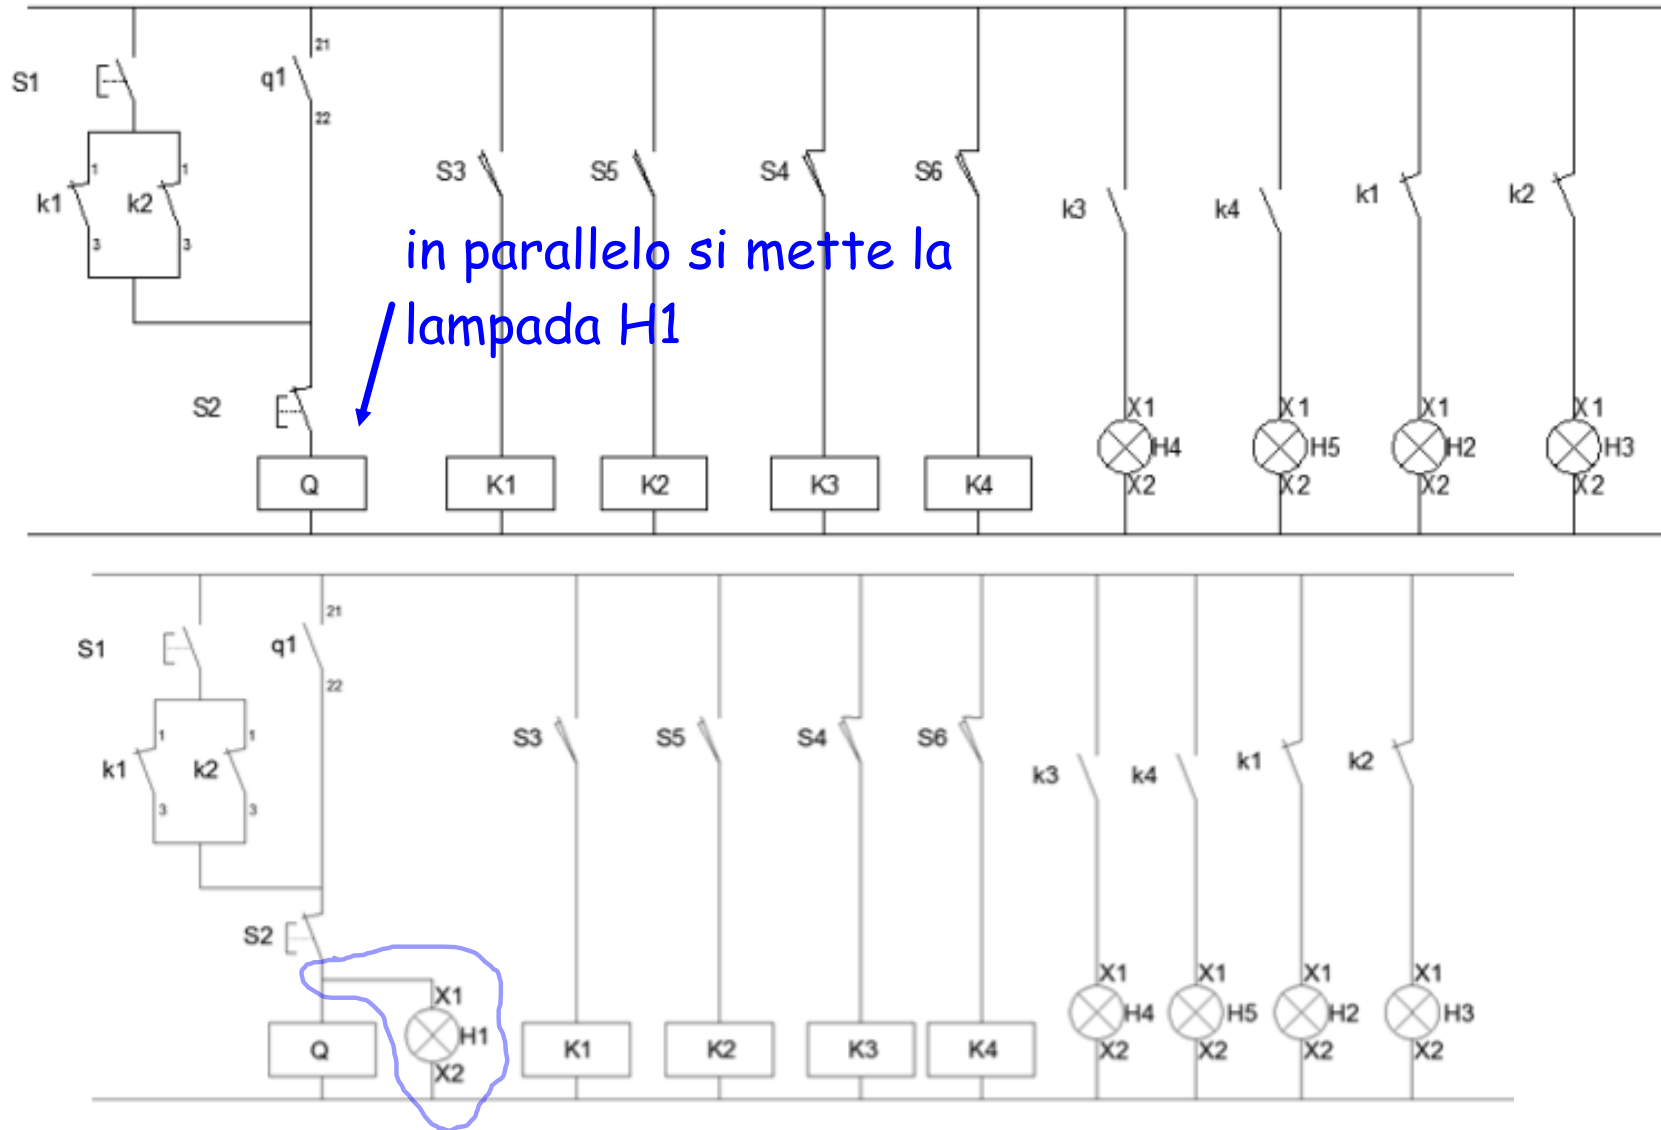 21
S1
q1
22
S3 S5 S4 S6
1 1
k1 k2
3 3
k3 k4 k1 k2
in parallelo si mette la
lampada H1
S2
X1 X1 X1 X1
H4 H5 H2 H3
X2 X2 X2 X2
Q K1 K2 K3 K4
21
S1 q1
22
S3 S5 S4 S6
1 1
k1 k2
3 3
k3 k4 k1 k2
S2
X1 X1 X1 X1 X1
H1 H4 H5 H2 H3
X2 X2 X2 X2 X2
Q K1 K2 K3 K4